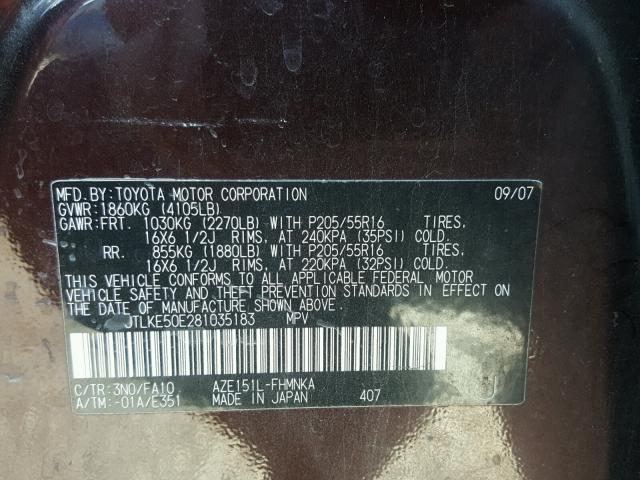 MFD.BY:TOYOTA MOTOR CORPORATION 09/07
GVWR:1860KG (4105LB)
GAWR:FRT. 1030KG (2270LB) WITH P205/55R16 TIRES,
16X6 1/2J RIMS, AT 240KPA (35PSI) COLD.
RR. 855KG (1880LB) WITH P205/55R16 TIRES,
16X6 1/2J RIMS, AT 220KPA (32PSI) COLD.
THIS VEHICLE CONFORMS TO ALL APPLICABLE FEDERAL MOTOR
VEHICLE SAFETY AND THEFT PREVENTION STANDARDS IN EFFECT ON
THE DATE OF MANUFACTURE SHOWN ABOVE.
JTLKE50E281035183 MPV
C/TR:3N0/FA10 AZE151L-FHMNKA U
A/TM:-01A/E351 MADE IN JAPAN 407